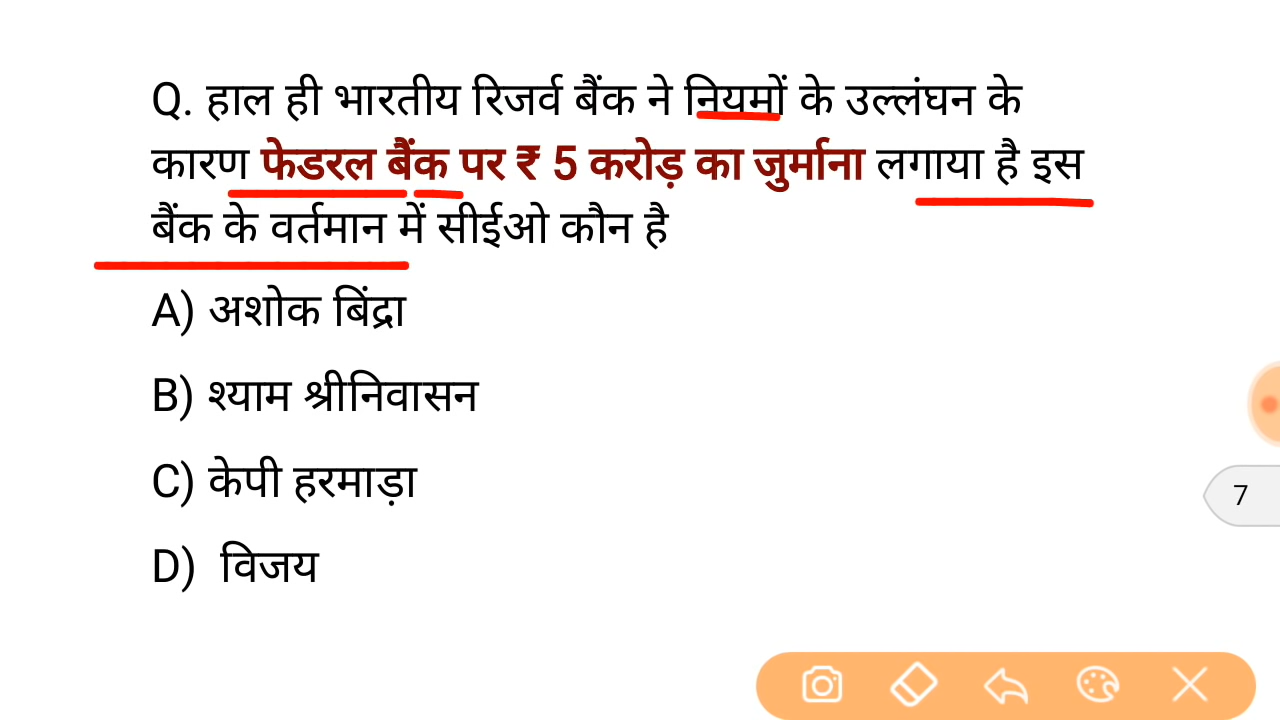 Q. हाल ही भारतीय रिजर्व बैंक ने नियमों के उल्लंघन के
कारण फेडरल बैंक पर ₹ 5 करोड़ का जुर्माना लगाया है इस
बैंक के वर्तमान में सीईओ कौन है
A) अशोक बिंद्रा
B) श्याम श्रीनिवासन
C) केपी हरमाड़ा
D) विजय
7